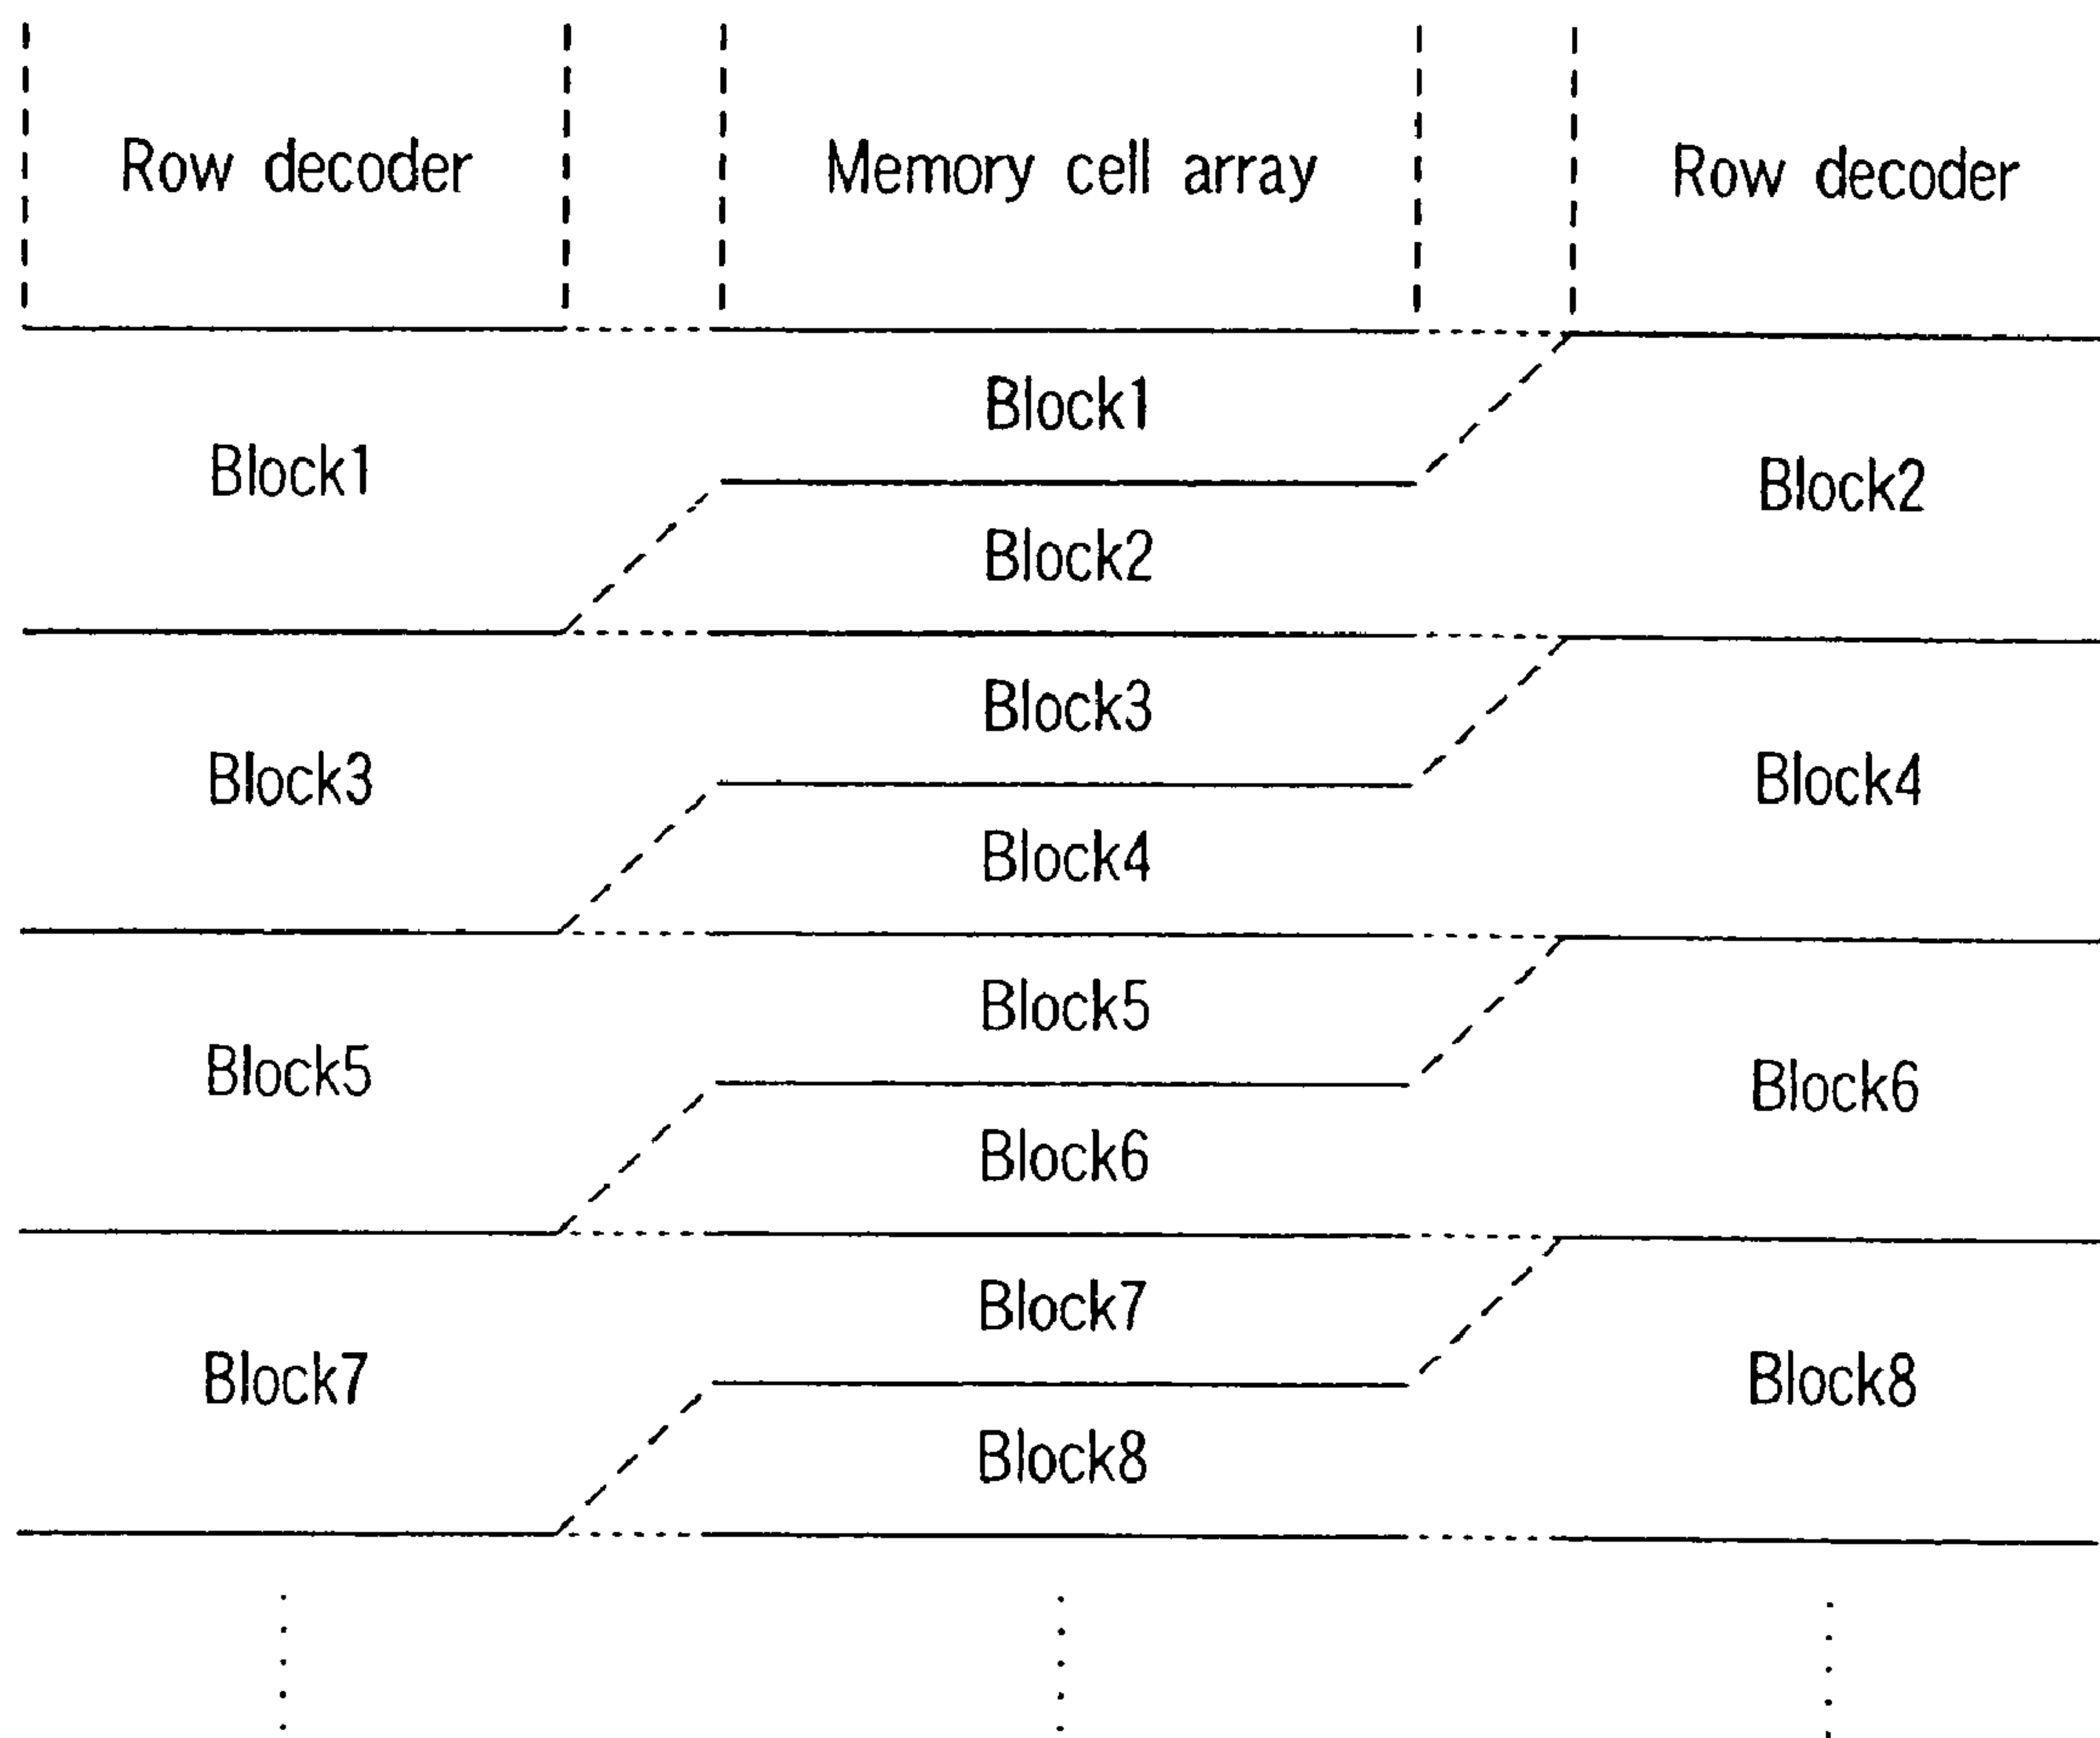 Row decoder
Memory cell array
Row decoder
Block1
Block1
Block2
Block2
Block3
Block3
Block4
Block4
Block5
Block5
Block6
Block6
Block7
Block7
Block8
Block8